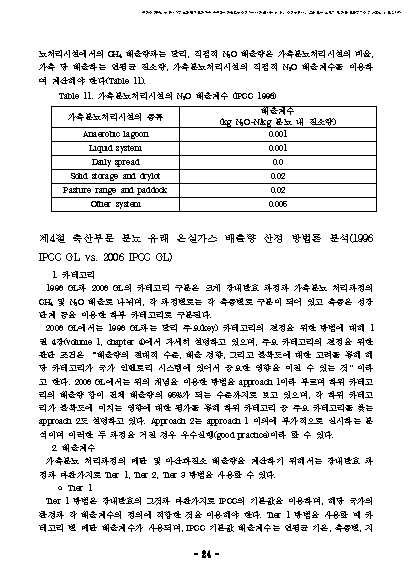 뇨처리시설에서의 CH₄ 배출량과는 달리, 직접적 N₂O 배출량은 가축분뇨처리시설의 비율,
가축 당 배출하는 연평균 질소량, 가축분뇨처리시설의 직접적 N₂O 배출계수를 이용하
여 계산해야 한다(Table 11).
Table 11. 가축분뇨처리시설의 N₂O 배출계수 (IPCC 1996)
가축분뇨처리시설의 종류
배출계수
(kg N₂O-N/kg 분뇨 내 질소량)
Anaerobic lagoon 0.001
Liquid system 0.001
Daily spread 0.0
Solid storage and drylot 0.02
Pasture range and paddock 0.02
Other system 0.005
제4절 축산부문 분뇨 유래 온실가스 배출량 산정 방법론 분석(1996
IPCC GL vs. 2006 IPCC GL)
1. 카테고리
1996 GL과 2006 GL의 카테고리 구분은 크게 장내발효 과정과 가축분뇨 처리과정의
CH₄ 및 N₂O 배출로 나뉘며, 각 과정별로는 각 축종별로 구분이 되어 있고 축종은 성장
단계 등을 이용한 하부 카테고리로 구분된다.
2006 GL에서는 1996 GL과는 달리 주요(key) 카테고리의 결정을 위한 방법에 대해 1
권 4장(volume 1, chapter 4)에서 자세히 설명하고 있으며, 주요 카테고리의 결정을 위한
판단 조건은 "배출량의 절대적 수준, 배출 경향, 그리고 불확도에 대한 고려를 통해 해
당 카테고리가 국가 인벤토리 시스템에 있어서 중요한 영향을 미칠 수 있는 것" 이라
고 한다. 2006 GL에서는 위의 개념을 이용한 방법을 approach 1이라 부르며 하위 카테고
리의 배출량 합이 전체 배출량의 95%가 되는 수준까지로 보고 있으며, 각 하위 카테고
리가 불확도에 미치는 영향에 대한 평가를 통해 하위 카테고리 중 주요 카테고리를 찾는
approach 2도 설명하고 있다. Approach 2는 approach 1 이외에 부가적으로 실시하는 분
석이며 이러한 두 과정을 거친 경우 우수실행(good practice)이라 할 수 있다.
2. 배출계수
가축분뇨 처리과정의 메탄 및 아산화질소 배출량을 계산하기 위해서는 장내발효 과
정과 마찬가지로 Tier 1, Tier 2, Tier 3 방법을 사용할 수 있다.
○ Tier 1
Tier 1 방법은 장내발효의 그것과 마찬가지로 IPCC의 기본값을 이용하며, 해당 국가의
환경과 각 배출계수의 정의에 적합한 것을 이용해야 한다. Tier 1 방법을 사용할 때 카
테고리 별 메탄 배출계수가 사용되며, IPCC 기본값 배출계수는 연평균 기온, 축종별, 지
- 24 -